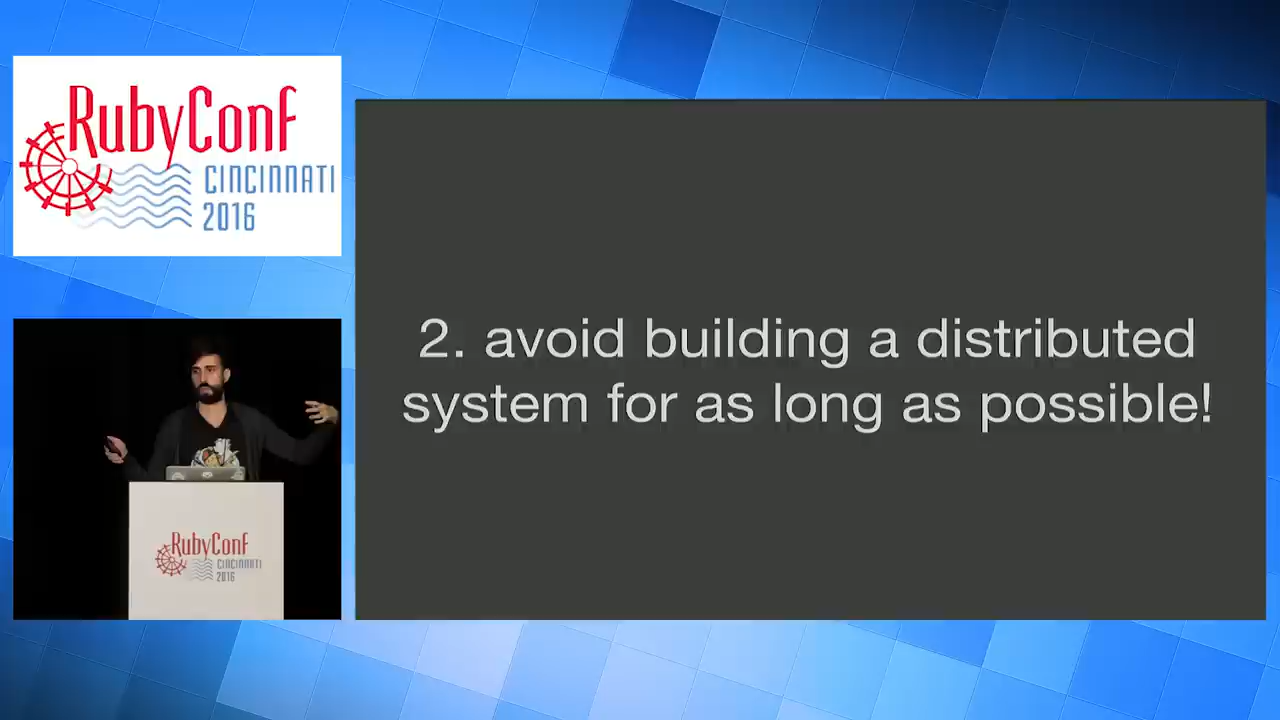 RubyConf
CINCINNATI
2016
2. avoid building a distributed
system for as long as possible!
RubyConf
CINCINNATI
2016